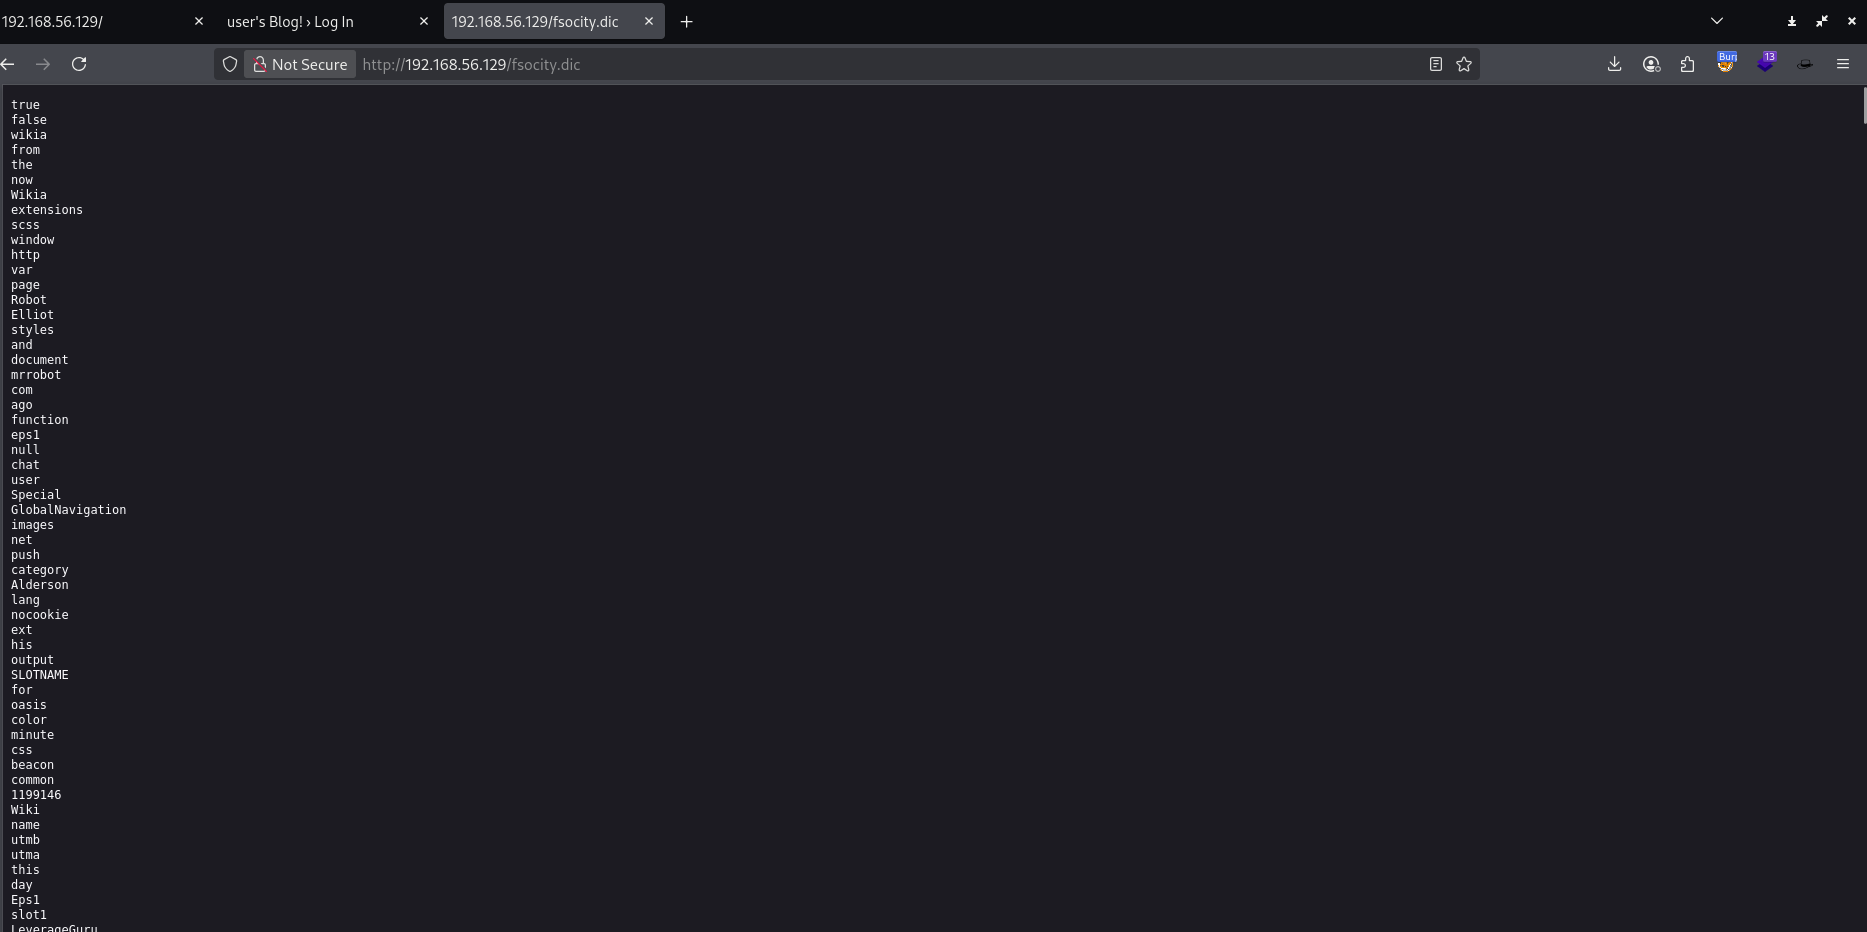 192.168.56.129/
user's Blog! › Log In
192.168.56.129/fsocity.dic
Not Secure
http://192.168.56.129/fsocity.dic
Bur
13
true
false
wikia
from
the
now
Wikia
extensions
scss
window
http
var
page
Robot
Elliot
styles
and
document
mrrobot
com
ago
function
eps1
null
chat
user
Special
GlobalNavigation
images
net
push
category
Alderson
lang
nocookie
ext
his
output
SLOTNAME
for
oasis
color
minute
css
beacon
common
1199146
Wiki
name
utmb
utma
this
day
Eps1
slot1
LeverageGuru